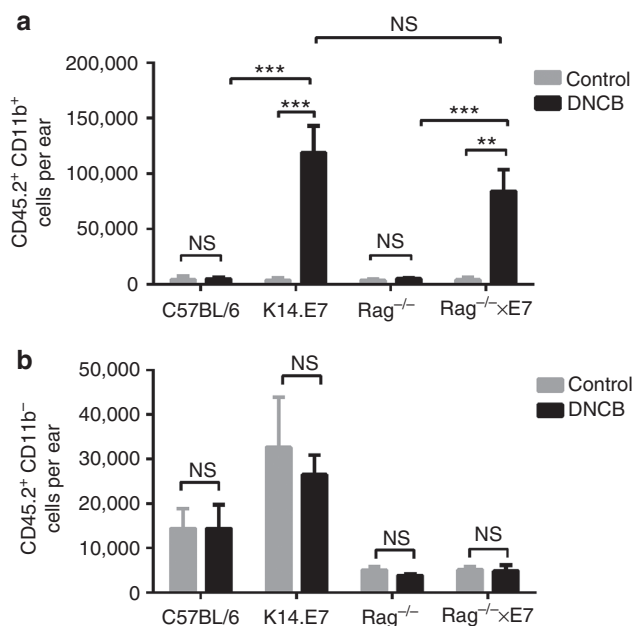 a
NS
200,000
150,000
100,000
50,000
0
CD45.2⁺ CD11b⁺
cells per ear
***
***
***
**
NS
NS
Control
DNCB
C57BL/6
K14.E7
Rag⁻/⁻
Rag⁻/⁻×E7
b
50,000
40,000
30,000
20,000
10,000
0
CD45.2⁺ CD11b⁻
cells per ear
NS
NS
NS
NS
Control
DNCB
C57BL/6
K14.E7
Rag⁻/⁻
Rag⁻/⁻×E7